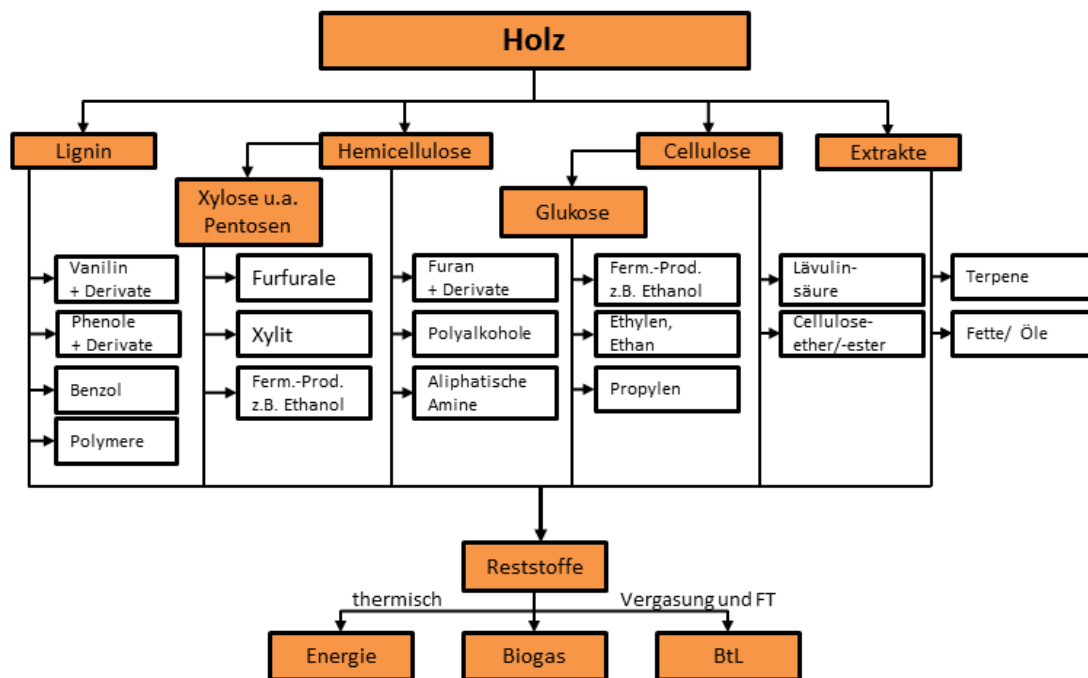 Holz
Lignin
Hemicellulose
Cellulose
Extrakte
Xylose u.a.
Pentosen
Glukose
Vanilin
+ Derivate
Phenole
+ Derivate
Benzol
Polymere
Furfurale
Xylit
Ferm.-Prod.
z.B. Ethanol
Furan
+ Derivate
Polyalkohole
Aliphatische
Amine
Ferm.-Prod.
z.B. Ethanol
Ethylen,
Ethan
Propylen
Lävulin-
säure
Cellulose-
ether/-ester
Terpene
Fette/ Öle
Reststoffe
thermisch
Vergasung und FT
Energie
Biogas
BtL